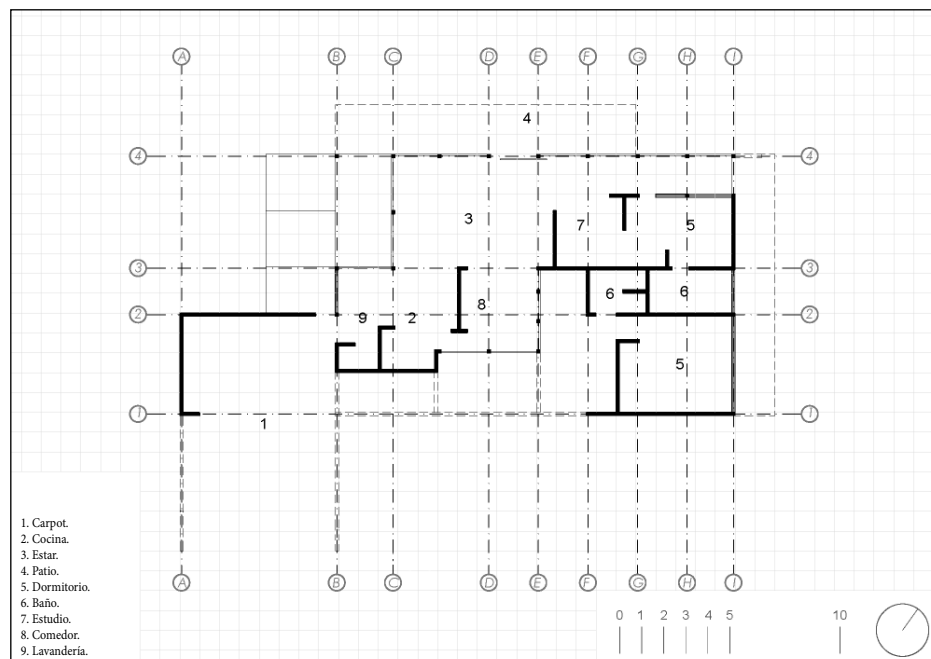 A B C D E F G H I
4
4 4
3 7 5
3 3
8 6 6
2 2
9 2
5
1 1
1
1. Carpot.
2. Cocina.
3. Estar.
4. Patio.
5. Dormitorio.
6. Baño.
7. Estudio.
8. Comedor.
9. Lavandería.
A B C D E F G H I
0 1 2 3 4 5 10